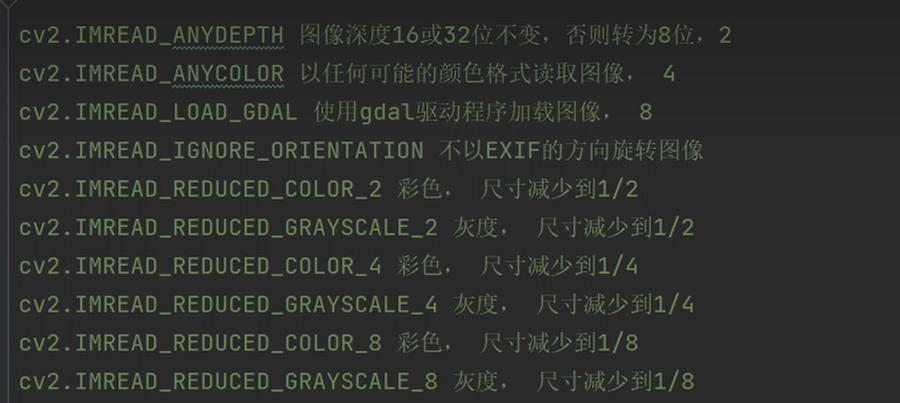 cv2.IMREAD_ANYDEPTH 图像深度16或32位不变，否则转为8位，2
cv2.IMREAD_ANYCOLOR 以任何可能的颜色格式读取图像， 4
cv2.IMREAD_LOAD_GDAL 使用gdal驱动程序加载图像， 8
cv2.IMREAD_IGNORE_ORIENTATION 不以EXIF的方向旋转图像
cv2.IMREAD_REDUCED_COLOR_2 彩色， 尺寸减少到1/2
cv2.IMREAD_REDUCED_GRAYSCALE_2 灰度， 尺寸减少到1/2
cv2.IMREAD_REDUCED_COLOR_4 彩色， 尺寸减少到1/4
cv2.IMREAD_REDUCED_GRAYSCALE_4 灰度， 尺寸减少到1/4
cv2.IMREAD_REDUCED_COLOR_8 彩色， 尺寸减少到1/8
cv2.IMREAD_REDUCED_GRAYSCALE_8 灰度， 尺寸减少到1/8